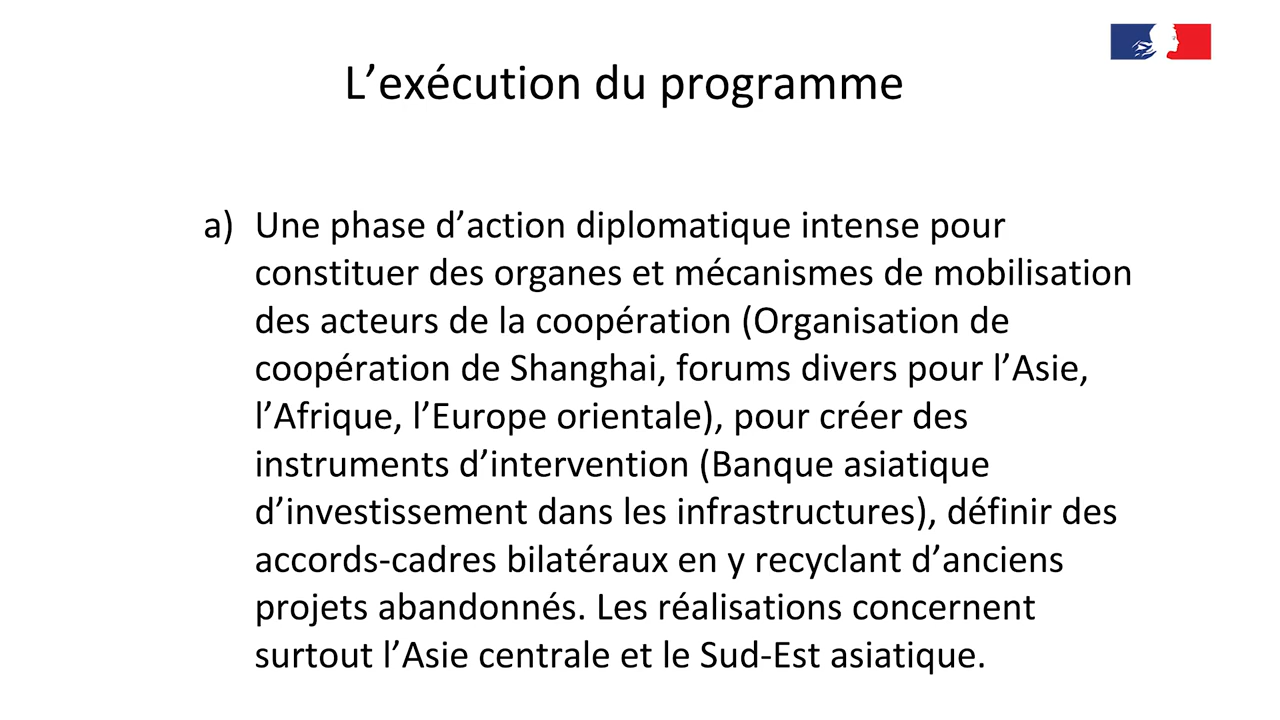 L’exécution du programme
a) Une phase d’action diplomatique intense pour
constituer des organes et mécanismes de mobilisation
des acteurs de la coopération (Organisation de
coopération de Shanghai, forums divers pour l’Asie,
l’Afrique, l’Europe orientale), pour créer des
instruments d’intervention (Banque asiatique
d’investissement dans les infrastructures), définir des
accords-cadres bilatéraux en y recyclant d’anciens
projets abandonnés. Les réalisations concernent
surtout l’Asie centrale et le Sud-Est asiatique.